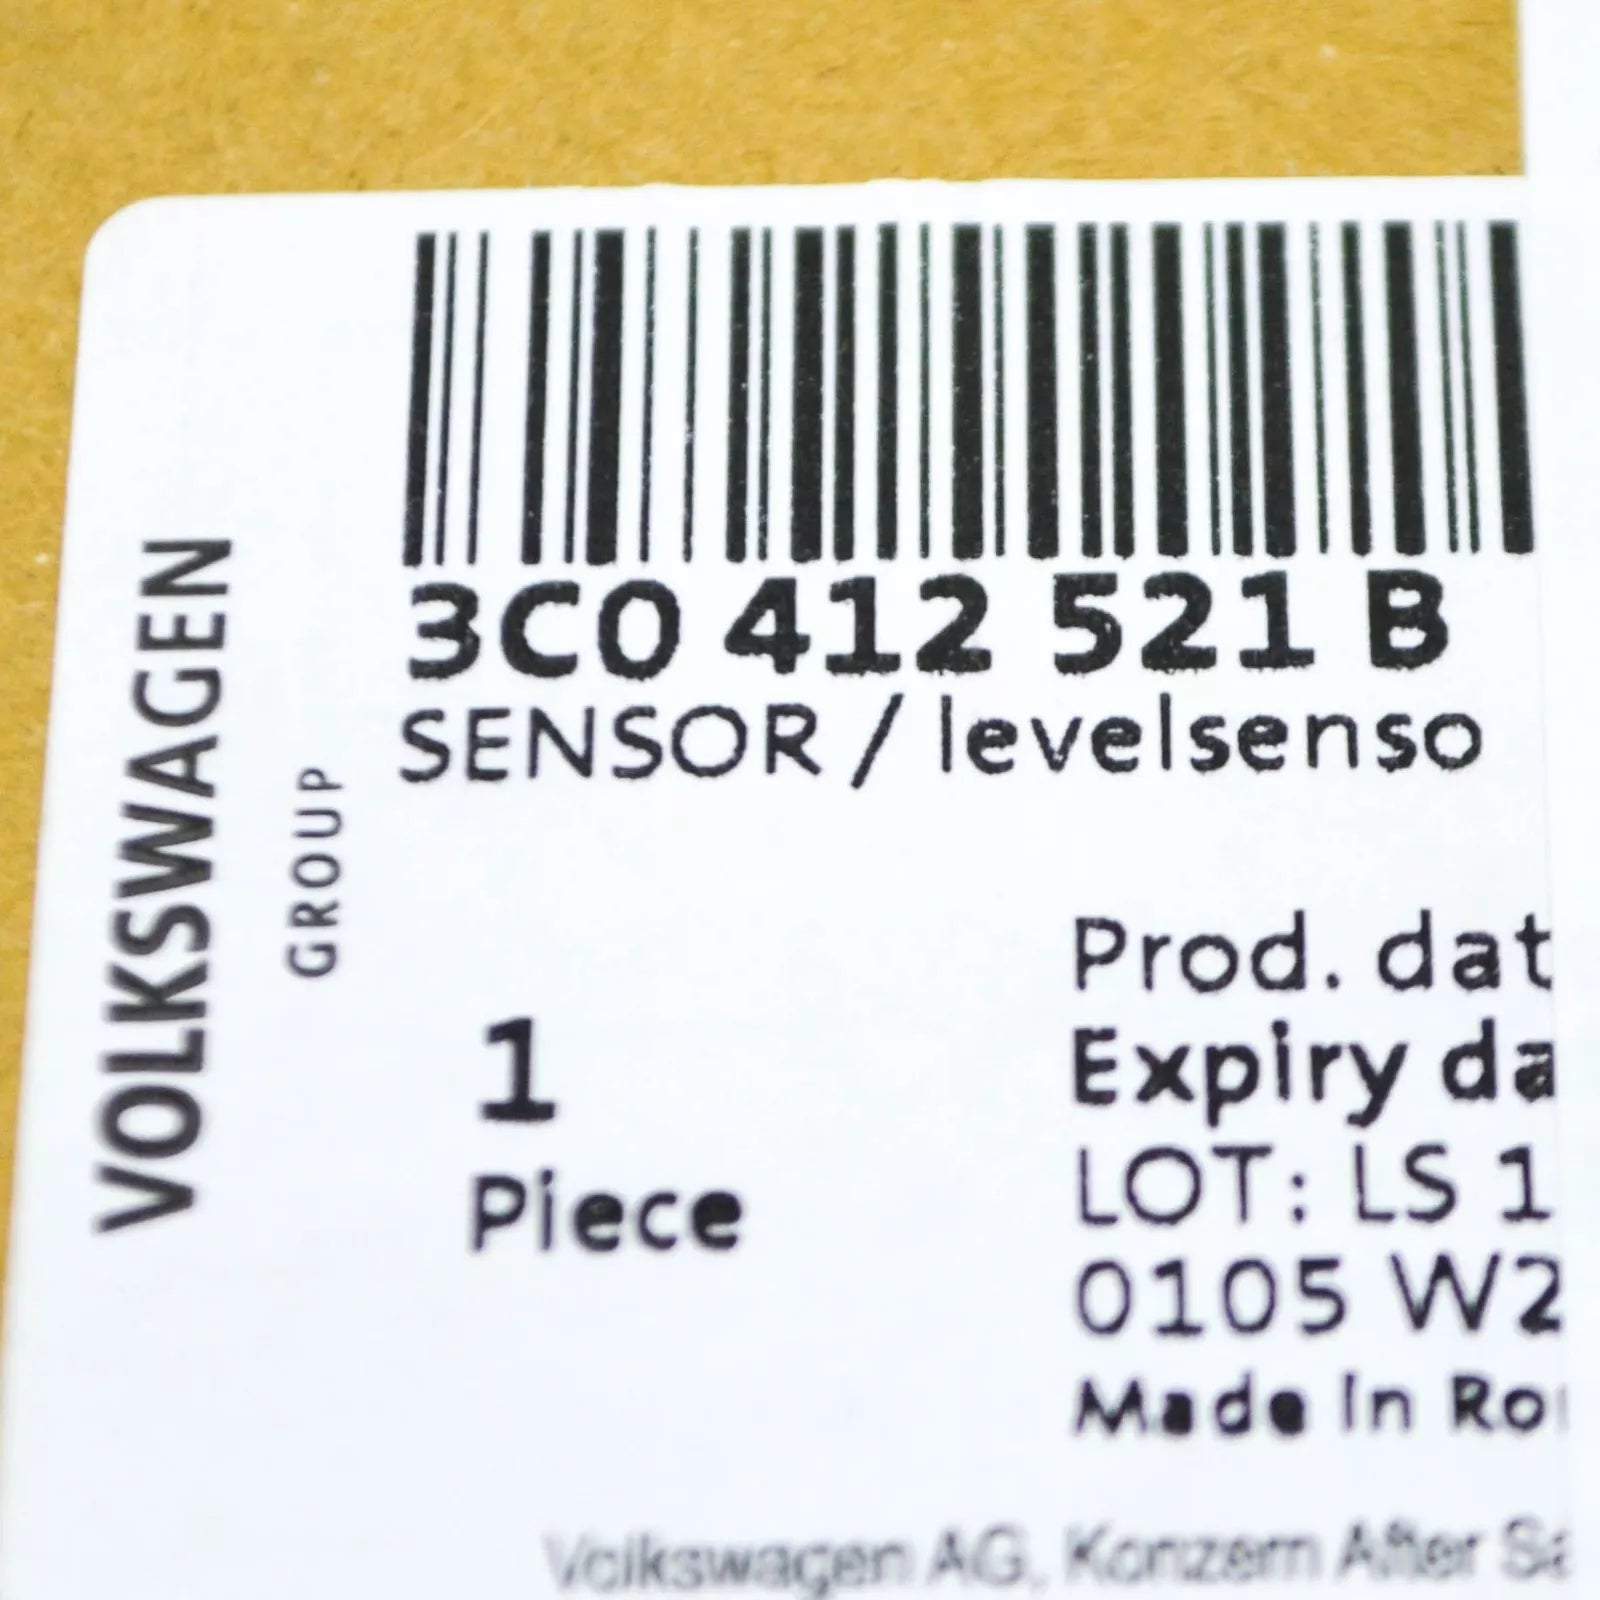 VOLKSWAGEN
GROUP
3C0 412 521 B
SENSOR / levelsenso
1
Piece
Prod. dat
Expiry da
LOT: LS 1
0105 W2
Made in Ro
Volkswagen AG, Konzern After Sa